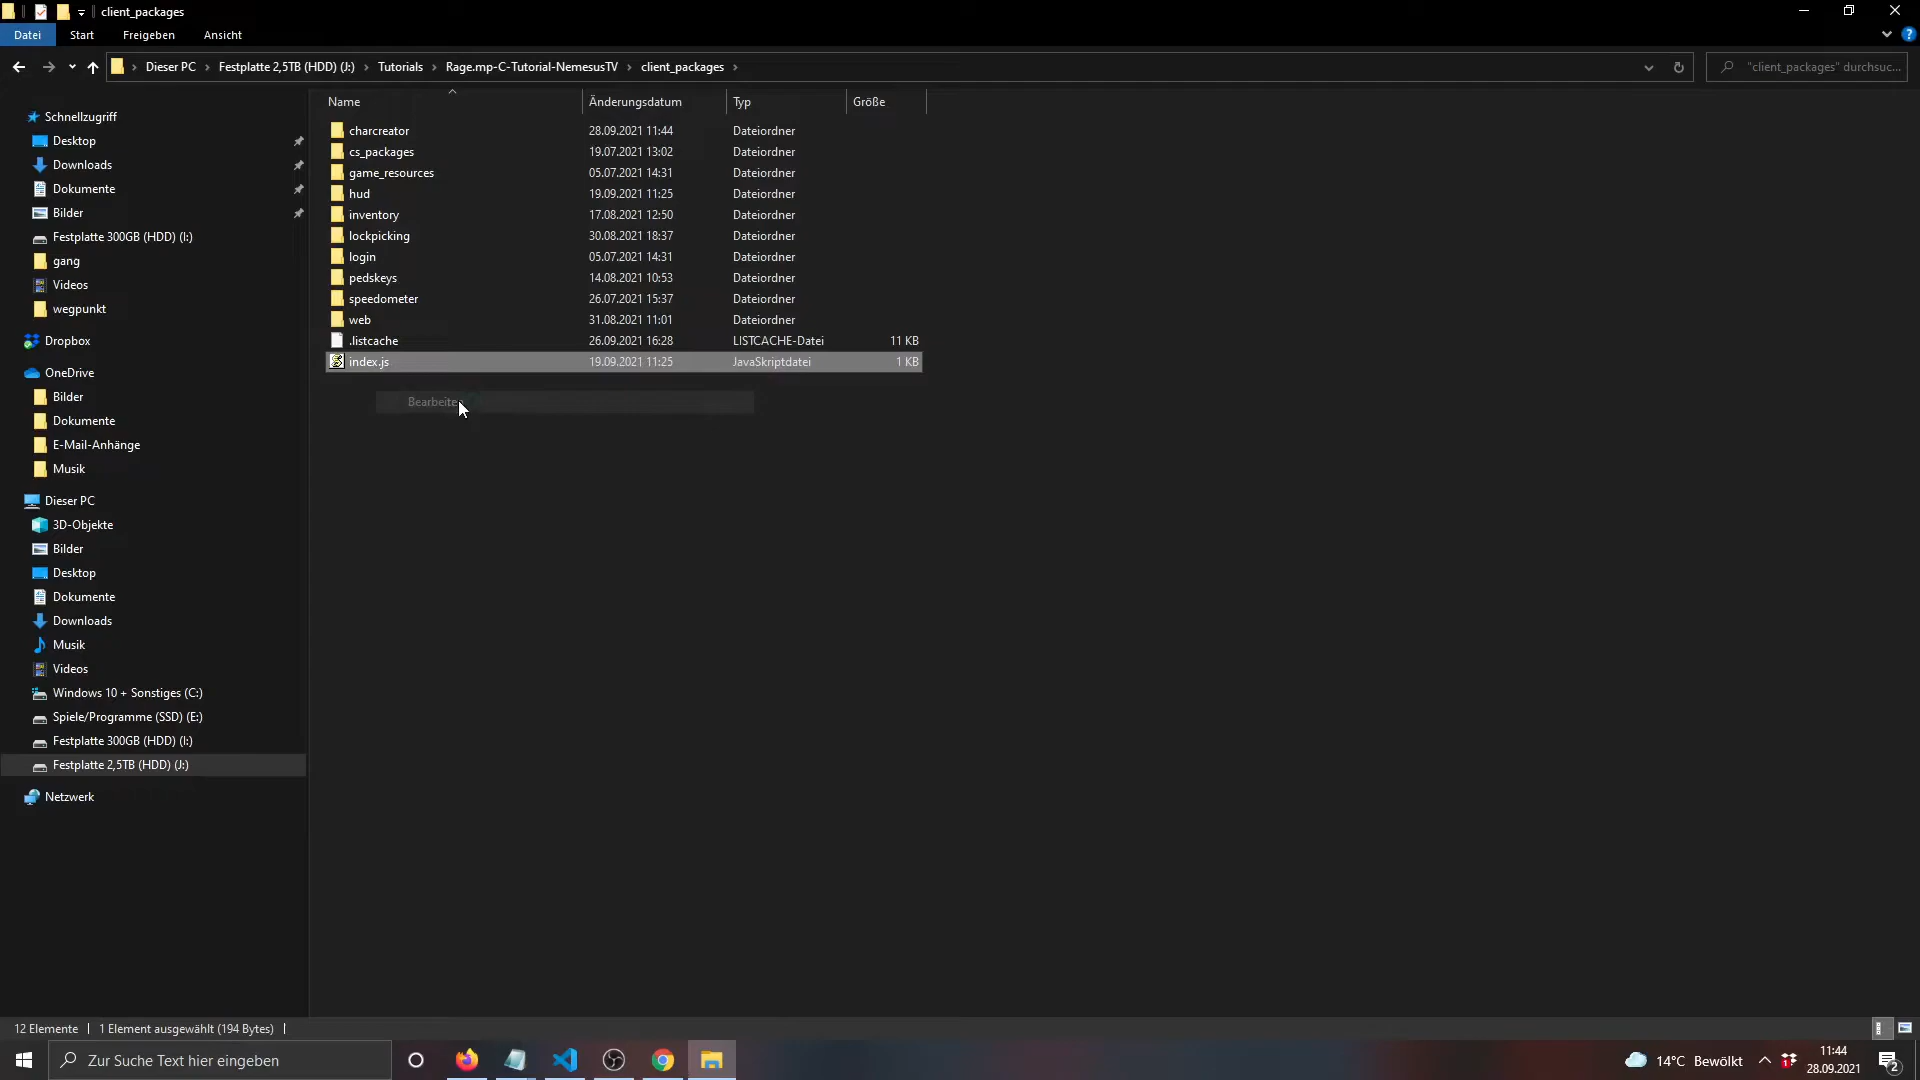 client_packages
Datei Start Freigeben Ansicht
Dieser PC Festplatte 2,5TB (HDD) (J:) Tutorials Rage.mp-C-Tutorial-NemesusTV client_packages
"client_packages" durchsuc...
Name Änderungsdatum Typ Größe
charcreator 28.09.2021 11:44 Dateiordner
cs_packages 19.07.2021 13:02 Dateiordner
game_resources 05.07.2021 14:31 Dateiordner
hud 19.09.2021 11:25 Dateiordner
inventory 17.08.2021 12:50 Dateiordner
lockpicking 30.08.2021 18:37 Dateiordner
login 05.07.2021 14:31 Dateiordner
pedskeys 14.08.2021 10:53 Dateiordner
speedometer 26.07.2021 15:37 Dateiordner
web 31.08.2021 11:01 Dateiordner
.listcache 26.09.2021 16:28 LISTCACHE-Datei 11 KB
index.js 19.09.2021 11:25 JavaSkriptdatei 1 KB
Schnellzugriff
Desktop
Downloads
Dokumente
Bilder
Festplatte 300GB (HDD) (I:)
gang
Videos
wegpunkt
Dropbox
OneDrive
Bilder
Dokumente
E-Mail-Anhänge
Musik
Dieser PC
3D-Objekte
Bilder
Desktop
Dokumente
Downloads
Musik
Videos
Windows 10 + Sonstiges (C:)
Spiele/Programme (SSD) (E:)
Festplatte 300GB (HDD) (I:)
Festplatte 2,5TB (HDD) (J:)
Netzwerk
12 Elemente 1 Element ausgewählt (194 Bytes)
Zur Suche Text hier eingeben
14°C Bewölkt
11:44
28.09.2021
2